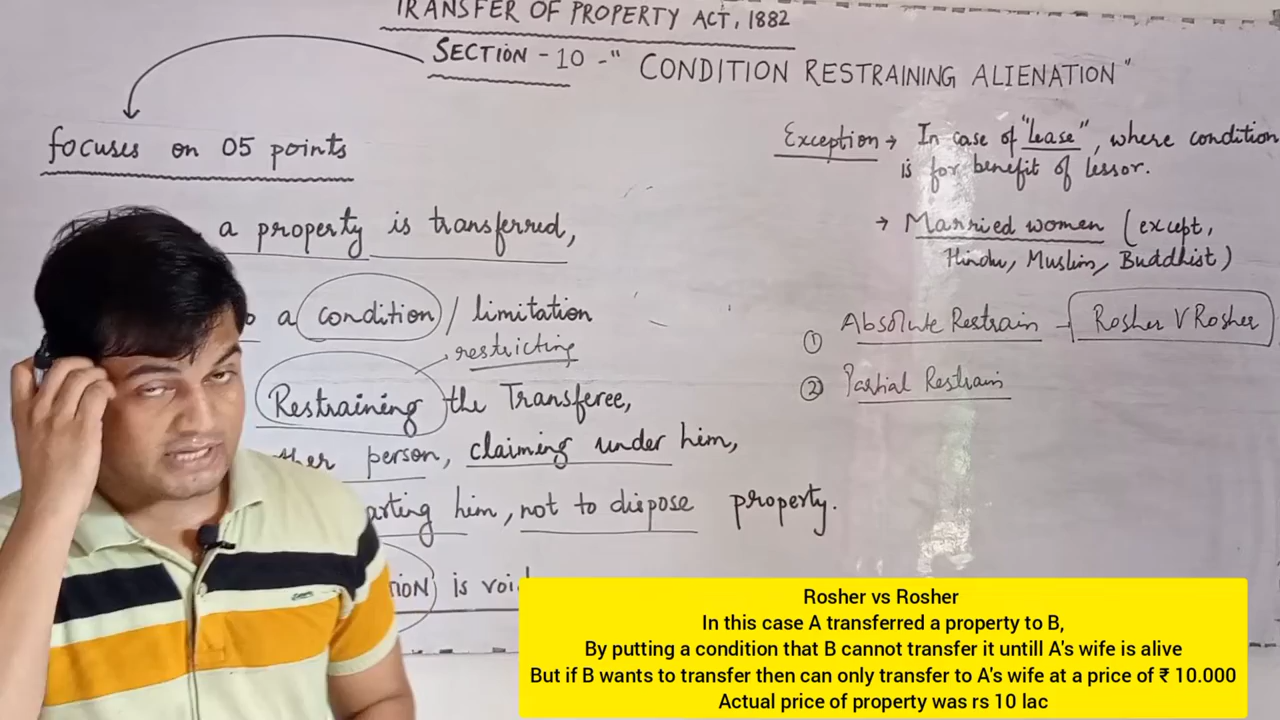 TRANSFER OF PROPERTY ACT, 1882
SECTION - 10 - " CONDITION RESTRAINING ALIENATION "
focuses on 05 points
a property is transferred,
a condition / limitation
restricting
Restraining the Transferee,
person, claiming under him,
him, not to dispose property.
is void
Exception → In case of "lease", where condition
is for benefit of lessor.
→ Married women (except,
Hindu, Muslim, Buddhist)
① Absolute Restrain - Rosher V Rosher
② Partial Restrain
Rosher vs Rosher
In this case A transferred a property to B,
By putting a condition that B cannot transfer it untill A's wife is alive
But if B wants to transfer then can only transfer to A's wife at a price of ₹ 10.000
Actual price of property was rs 10 lac